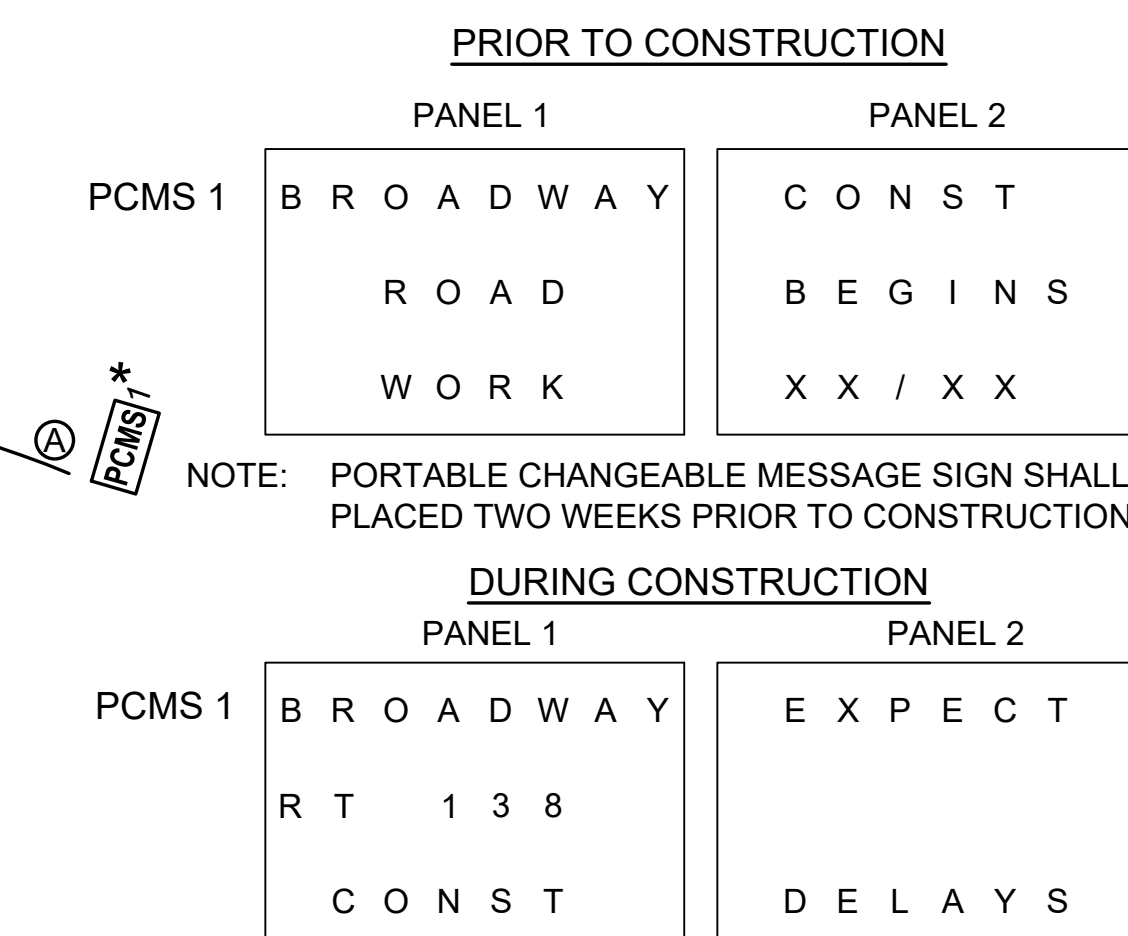 PRIOR TO CONSTRUCTION
PANEL 1 PANEL 2
PCMS 1 BROADWAY CONST
ROAD BEGINS
WORK XX/XX
A PCMS 1*
NOTE: PORTABLE CHANGEABLE MESSAGE SIGN SHALL
PLACED TWO WEEKS PRIOR TO CONSTRUCTION
DURING CONSTRUCTION
PANEL 1 PANEL 2
PCMS 1 BROADWAY EXPECT
RT 138
CONST DELAYS